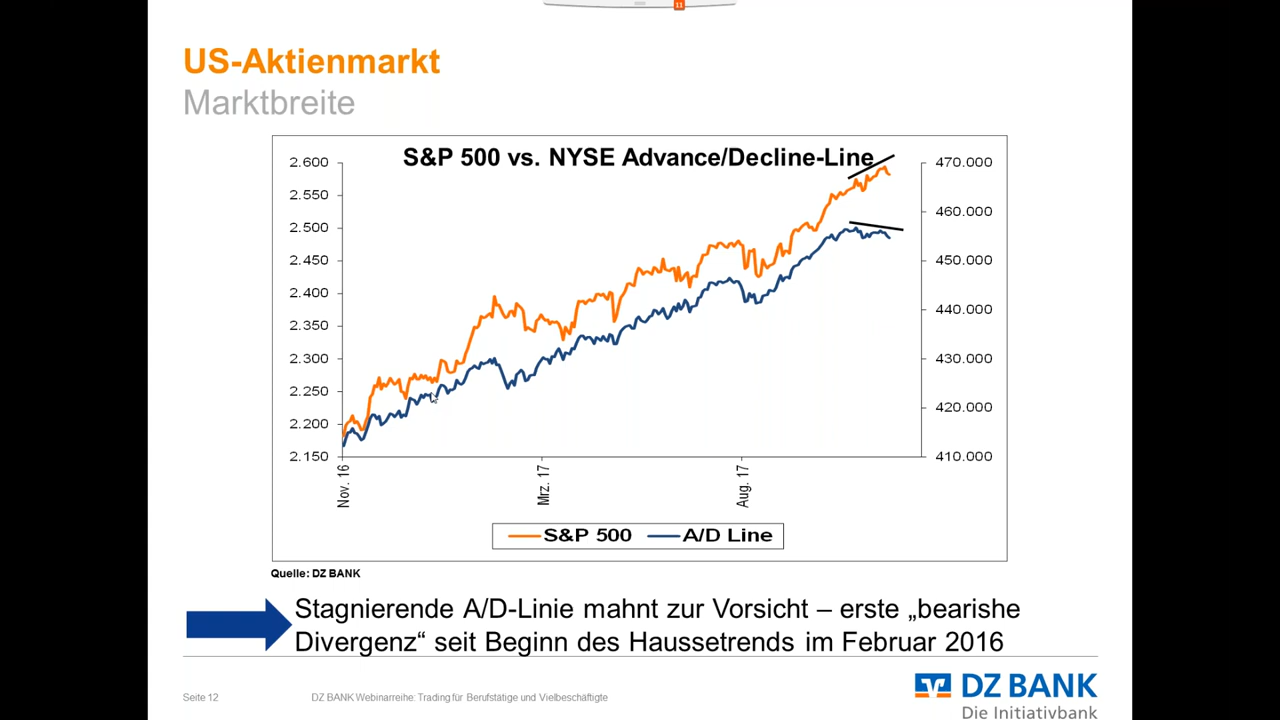 11
US-Aktienmarkt
Marktbreite
S&P 500 vs. NYSE Advance/Decline-Line
2.600
2.550
2.500
2.450
2.400
2.350
2.300
2.250
2.200
2.150
470.000
460.000
450.000
440.000
430.000
420.000
410.000
Nov. 16
Mrz. 17
Aug. 17
S&P 500
A/D Line
Quelle: DZ BANK
Stagnierende A/D-Linie mahnt zur Vorsicht – erste „bearishe
Divergenz“ seit Beginn des Haussetrends im Februar 2016
Seite 12
DZ BANK Webinarreihe: Trading für Berufstätige und Vielbeschäftigte
DZ BANK
Die Initiativbank